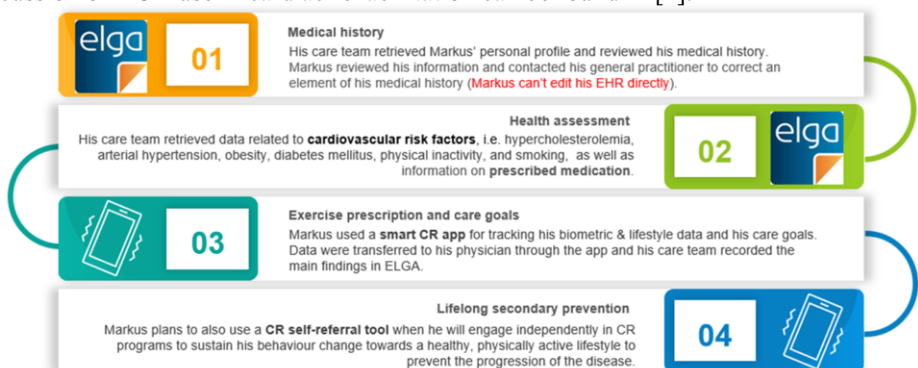 elga
01
Medical history
His care team retrieved Markus' personal profile and reviewed his medical history.
Markus reviewed his information and contacted his general practitioner to correct an
element of his medical history (Markus can't edit his EHR directly).
Health assessment
His care team retrieved data related to cardiovascular risk factors, i.e. hypercholesterolemia,
arterial hypertension, obesity, diabetes mellitus, physical inactivity, and smoking, as well as
information on prescribed medication.
02
elga
03
Exercise prescription and care goals
Markus used a smart CR app for tracking his biometric & lifestyle data and his care goals.
Data were transferred to his physician through the app and his care team recorded the
main findings in ELGA.
Lifelong secondary prevention
Markus plans to also use a CR self-referral tool when he will engage independently in CR
programs to sustain his behaviour change towards a healthy, physically active lifestyle to
prevent the progression of the disease.
04